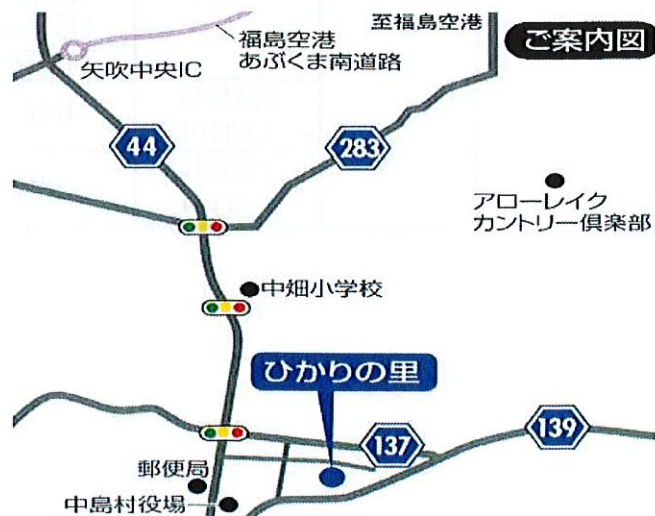 至福島空港
ご案内図
福島空港
あぶくま南道路
矢吹中央IC
44
283
アローレイク
カントリー倶楽部
中畑小学校
ひかりの里
137
139
郵便局
中島村役場